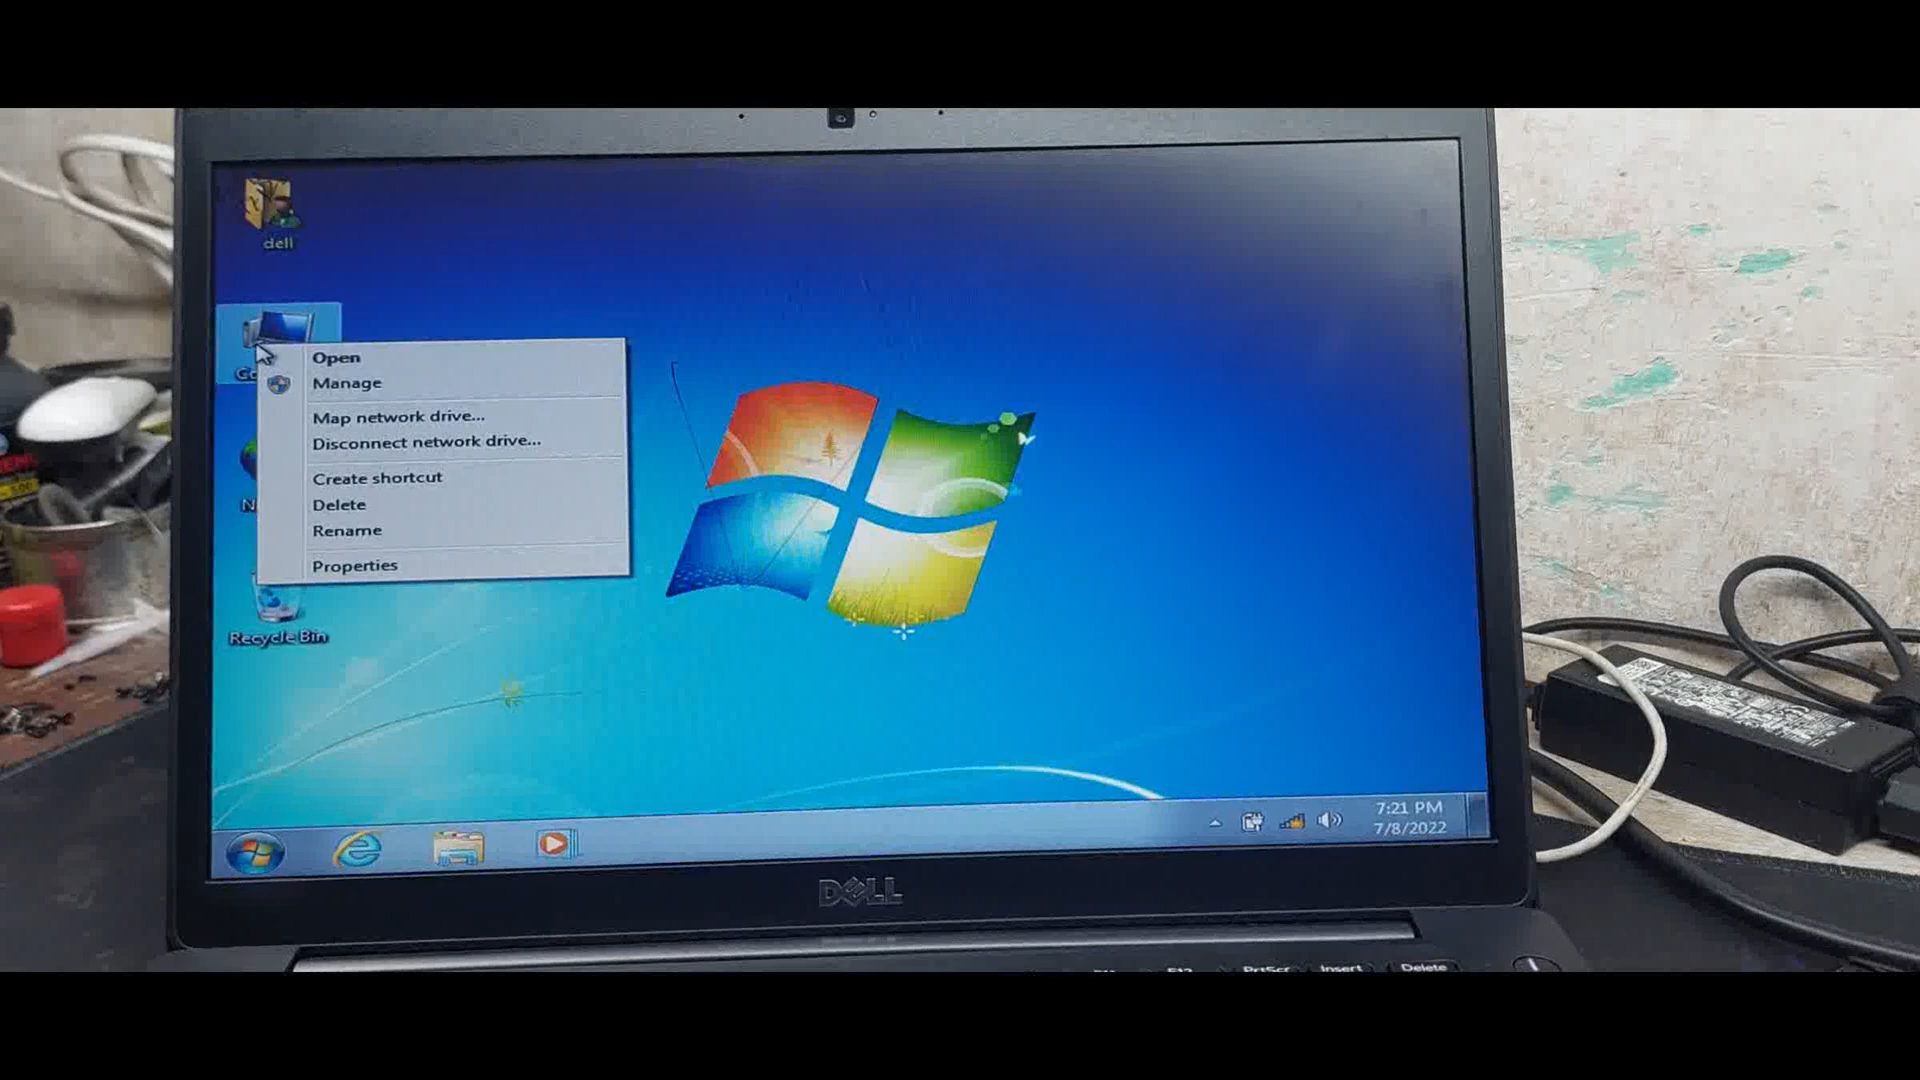 dell
Open
Manage
Map network drive...
Disconnect network drive...
Create shortcut
Delete
Rename
Properties
Recycle Bin
7:21 PM
7/8/2022
DELL
F12
PrtScr
Insert
Delete